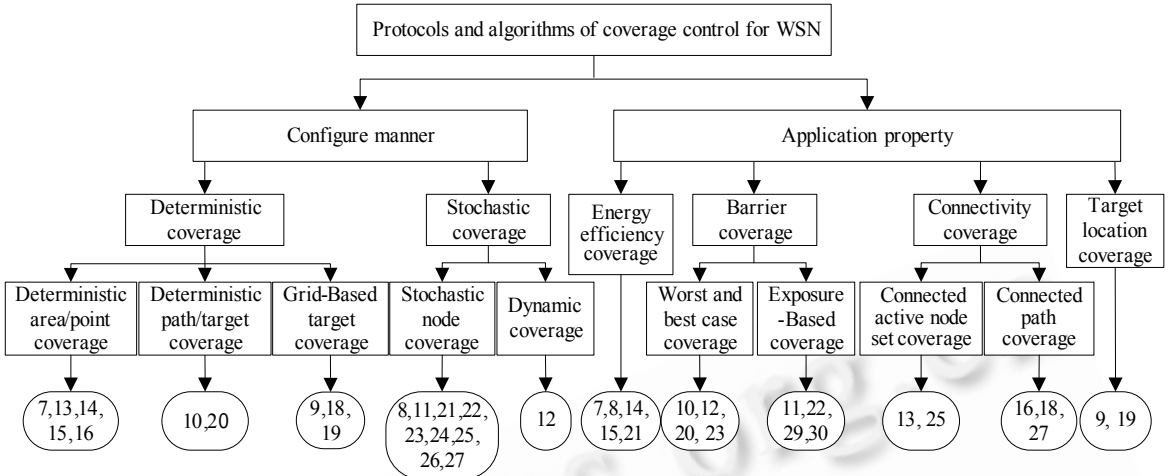 Protocols and algorithms of coverage control for WSN
Configure manner
Application property
Deterministic
coverage
Stochastic
coverage
Energy
efficiency
coverage
Barrier
coverage
Connectivity
coverage
Target
location
coverage
Deterministic
area/point
coverage
Deterministic
path/target
coverage
Grid-Based
target
coverage
Stochastic
node
coverage
Dynamic
coverage
Worst and
best case
coverage
Exposure
-Based
coverage
Connected
active node
set coverage
Connected
path
coverage
7,13,14,
15,16
10,20
9,18,
19
8,11,21,22,
23,24,25,
26,27
12
7,8,14,
15,21
10,12,
20, 23
11,22,
29,30
13, 25
16,18,
27
9, 19